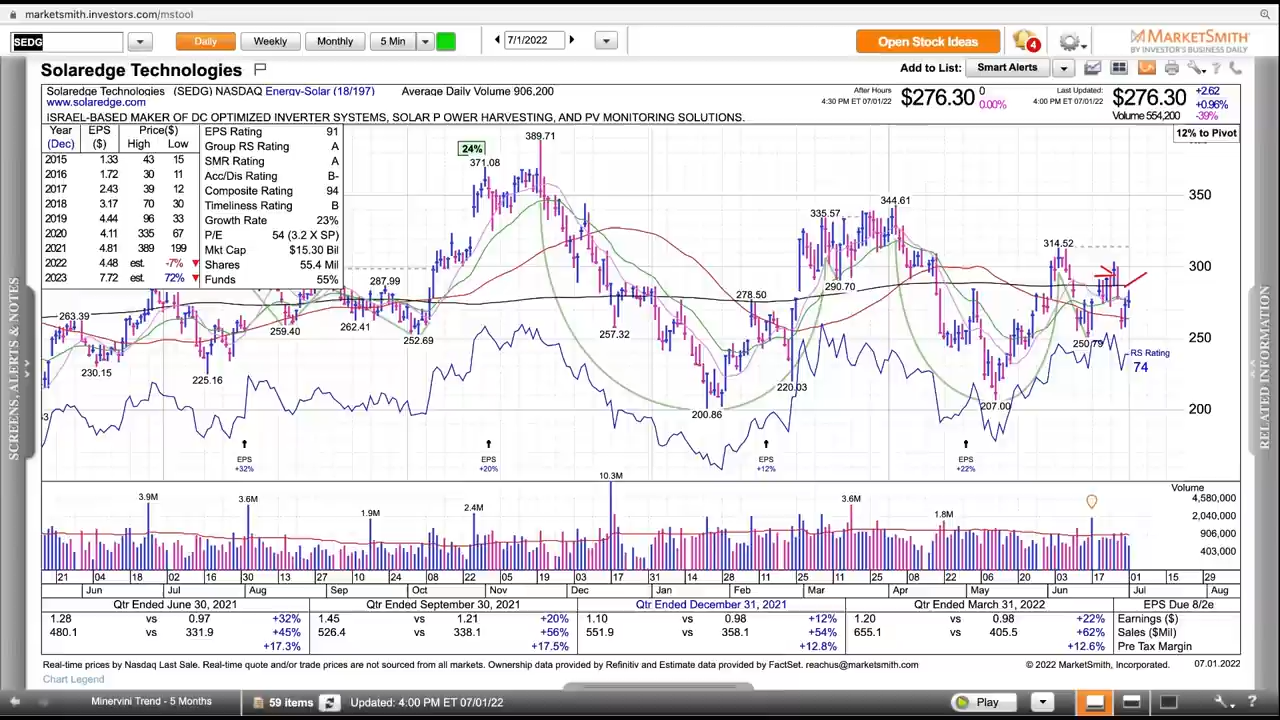 marketsmith.investors.com/mstool
SEDG
Daily
Weekly
Monthly
5 Min
7/1/2022
Open Stock Ideas
4
MARKETSMITH
BY INVESTOR'S BUSINESS DAILY
Solaredge Technologies
Add to List:
Smart Alerts
Solaredge Technologies (SEDG) NASDAQ Energy-Solar (18/197) Average Daily Volume 906,200
www.solaredge.com
ISRAEL-BASED MAKER OF DC OPTIMIZED INVERTER SYSTEMS, SOLAR P OWER HARVESTING, AND PV MONITORING SOLUTIONS.
After Hours
4:30 PM ET 07/01/22
$276.30
0
0.00%
Last Updated:
4:00 PM ET 07/01/22
$276.30
+2.62
+0.96%
Volume 554,200
-39%
12% to Pivot
Year EPS Price($)
(Dec) ($) High Low
2015 1.33 43 15
2016 1.72 30 11
2017 2.43 39 12
2018 3.17 70 30
2019 4.44 96 33
2020 4.11 335 67
2021 4.81 389 199
2022 4.48 est. -7%
2023 7.72 est. 72%
EPS Rating 91
Group RS Rating A
SMR Rating A
Acc/Dis Rating B-
Composite Rating 94
Timeliness Rating B
Growth Rate 23%
P/E 54 (3.2 X SP)
Mkt Cap $15.30 Bil
Shares 55.4 Mil
Funds 55%
24%
389.71
371.08
335.57
344.61
314.52
350
300
250
200
263.39
230.15
225.16
259.40
287.99
262.41
252.69
257.32
200.86
278.50
220.03
290.70
207.00
250.79
RS Rating
74
EPS
+32%
EPS
+20%
EPS
+12%
EPS
+22%
10.3M
3.9M
3.6M
1.9M
2.4M
3.6M
1.8M
Volume
4,580,000
2,040,000
906,000
403,000
21 04 18 02 16 30 13 27 10 24 08 22 05 19 03 17 31 14 28 11 25 11 25 08 22 06 20 03 17 01 15 29
Jun Jul Aug Sep Oct Nov Dec Jan Feb Mar Apr May Jun Jul Aug
Qtr Ended June 30, 2021 Qtr Ended September 30, 2021 Qtr Ended December 31, 2021 Qtr Ended March 31, 2022 EPS Due 8/2e
1.28 vs 0.97 +32% 1.45 vs 1.21 +20% 1.10 vs 0.98 +12% 1.20 vs 0.98 +22% Earnings ($)
480.1 vs 331.9 +45% 526.4 vs 338.1 +56% 551.9 vs 358.1 +54% 655.1 vs 405.5 +62% Sales ($Mil)
+17.3% +17.5% +12.8% +12.6% Pre Tax Margin
Real-time prices by Nasdaq Last Sale. Real-time quote and/or trade prices are not sourced from all markets. Ownership data provided by Refinitiv and Estimate data provided by FactSet. reachus@marketsmith.com
© 2022 MarketSmith, Incorporated.
07.01.2022
Chart Legend
SCREENS, ALERTS & NOTES
RELATED INFORMATION
Minervini Trend - 5 Months
59 items
Updated: 4:00 PM ET 07/01/22
Play